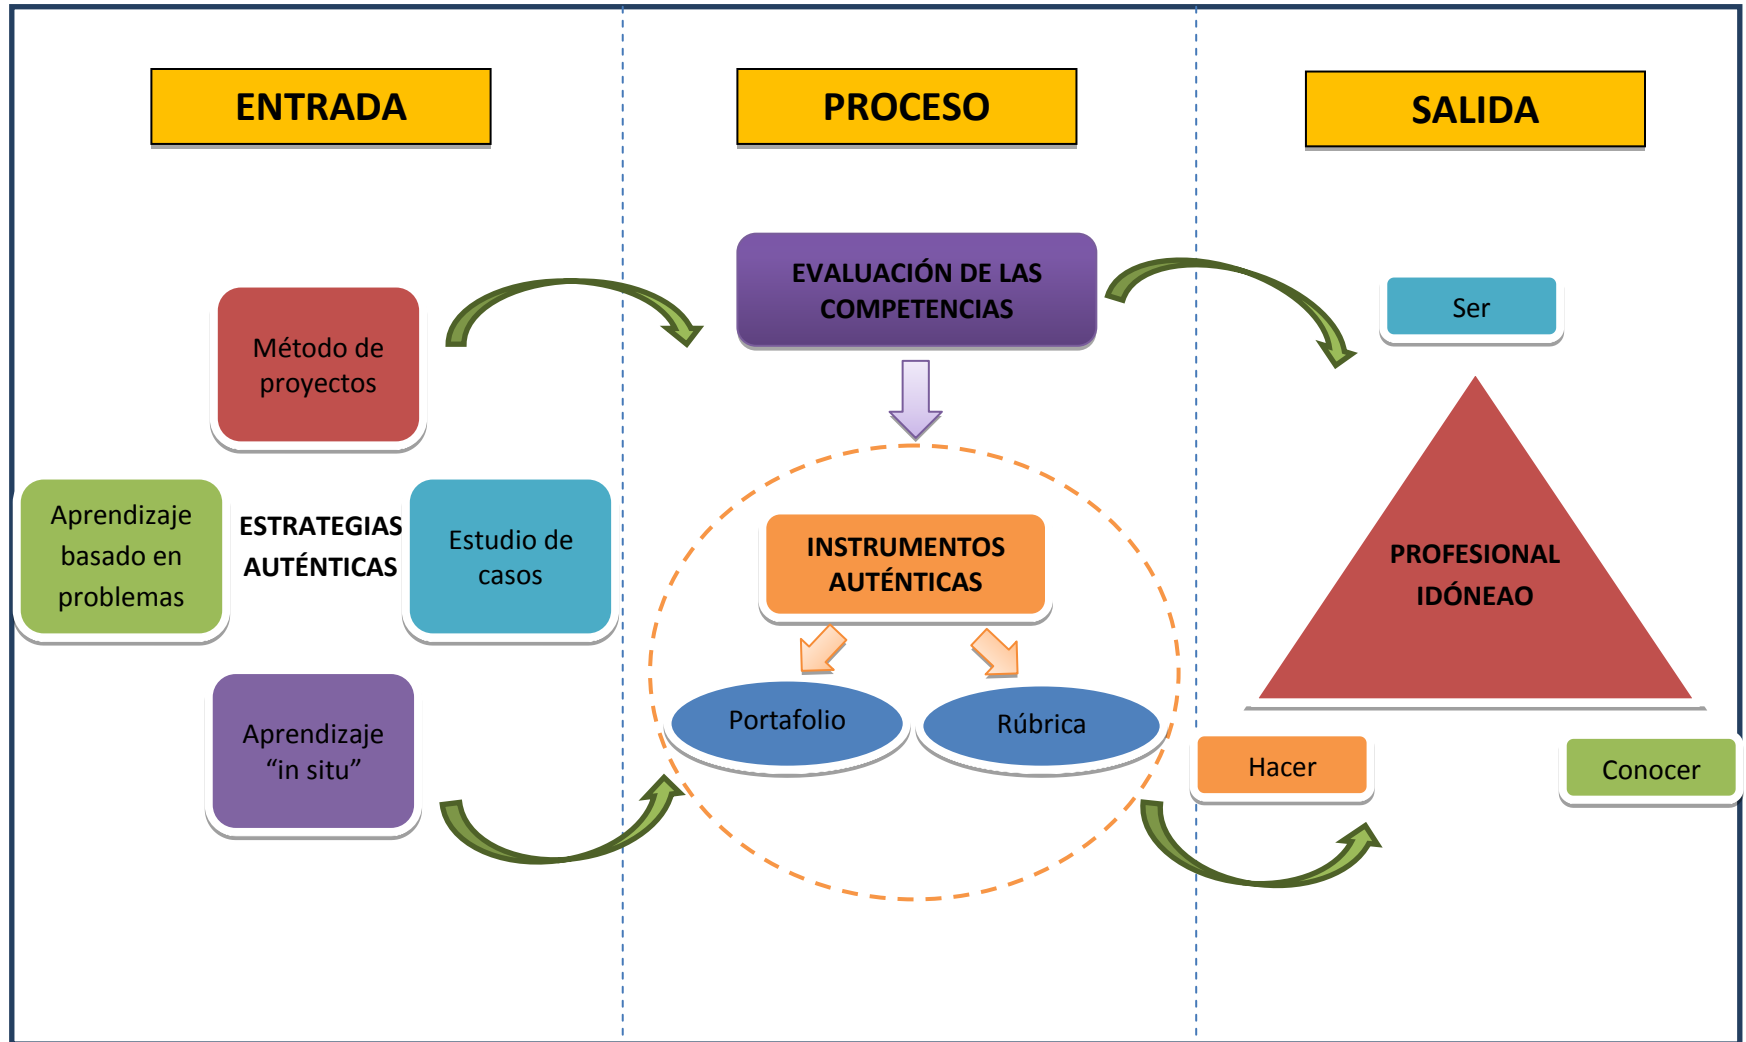 ENTRADA
PROCESO
SALIDA
Método de
proyectos
Aprendizaje
basado en
problemas
ESTRATEGIAS
AUTÉNTICAS
Estudio de
casos
Aprendizaje
“in situ”
EVALUACIÓN DE LAS
COMPETENCIAS
INSTRUMENTOS
AUTÉNTICAS
Portafolio
Rúbrica
Ser
PROFESIONAL
IDÓNEAO
Hacer
Conocer